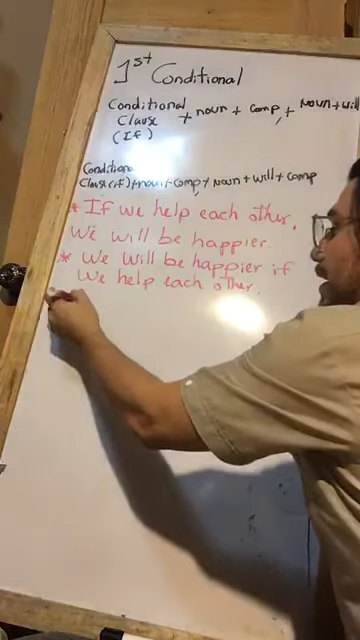 1st Conditional
Conditional + noun + comp, + noun + will
Clause
(If)
Condition
Clause(if) + noun + comp, + noun + will + comp
* If we help each other,
We will be happier.
* We will be happier if
we help each other.